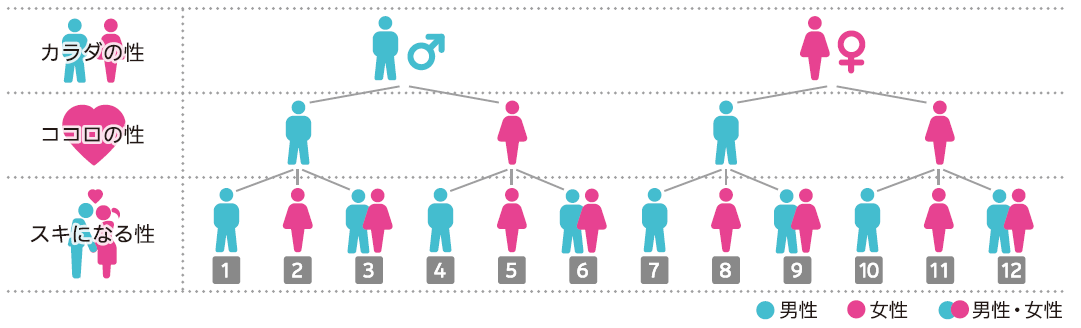 カラダの性
ココロの性
スキになる性
1 2 3 4 5 6 7 8 9 10 11 12
男性 女性 男性・女性